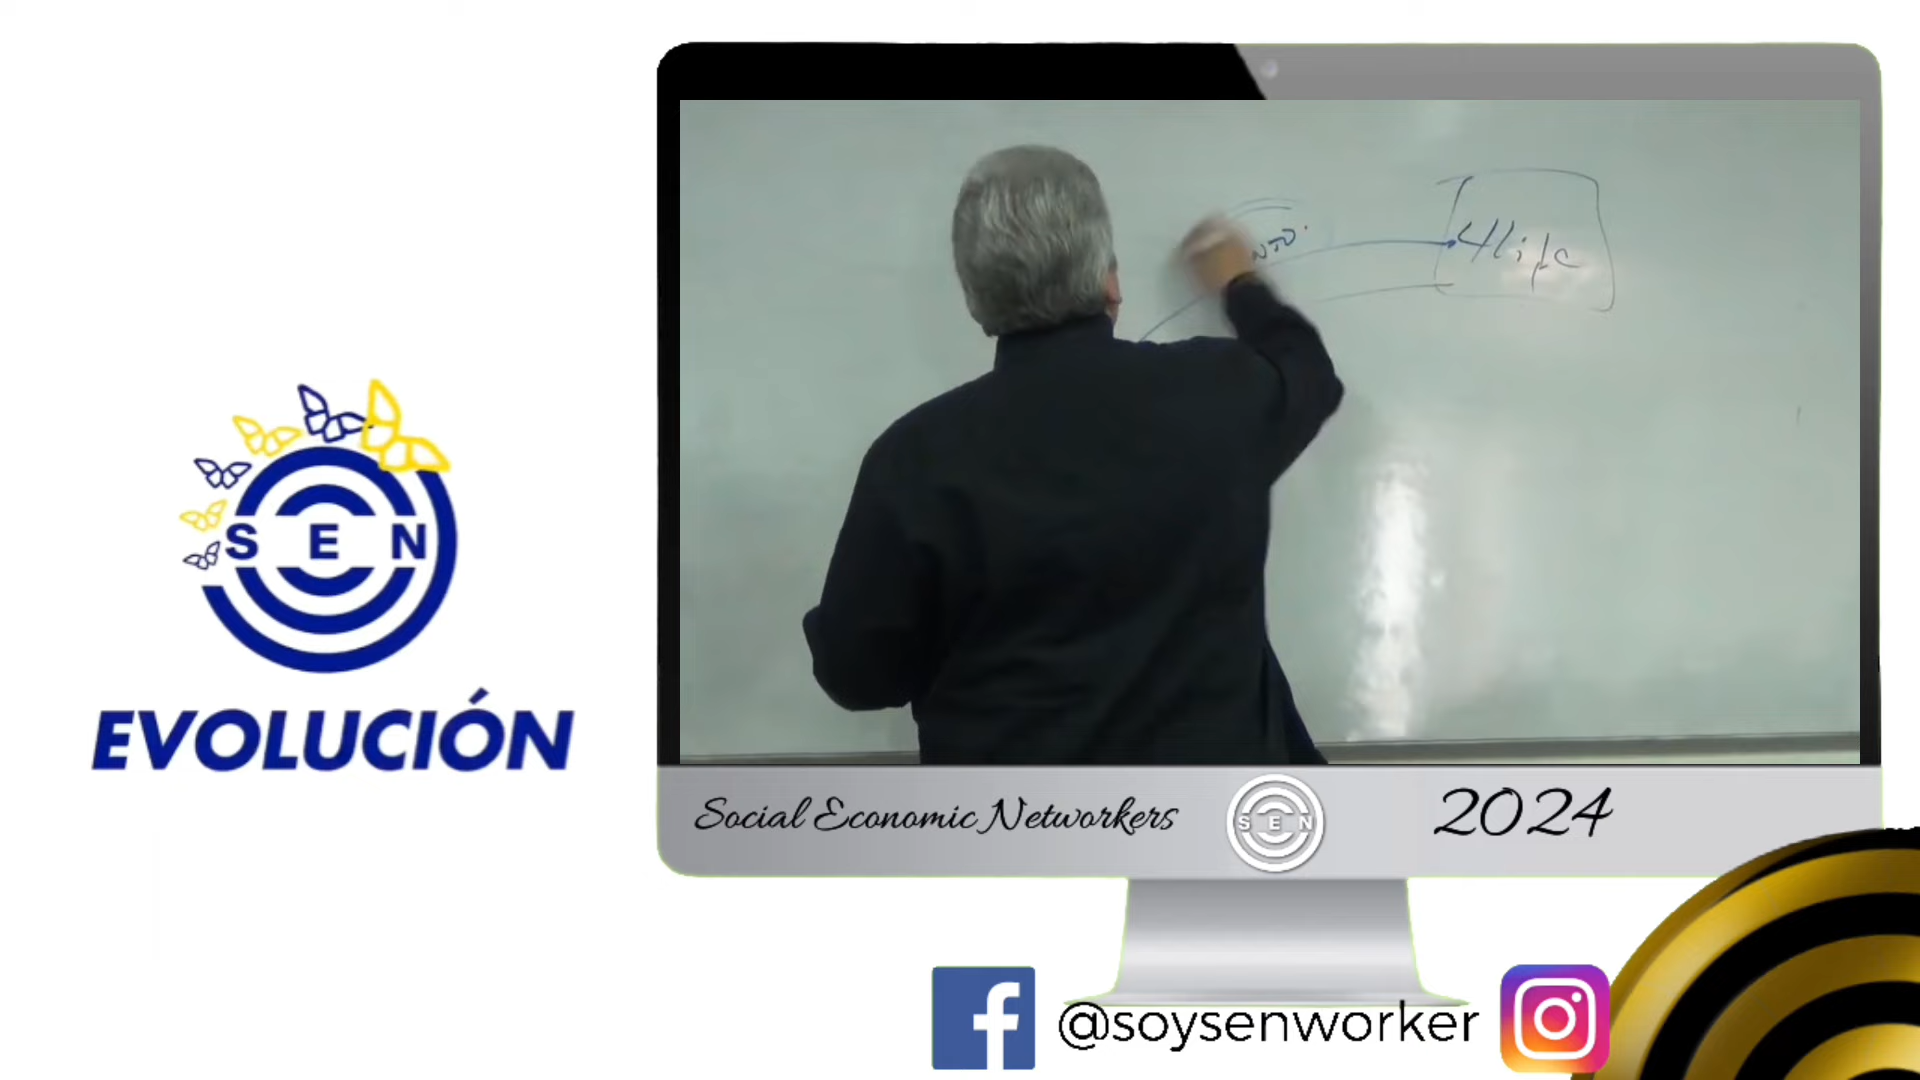 4life
S E N
EVOLUCIÓN
Social Economic Networkers
S E N
2024
@soysenworker